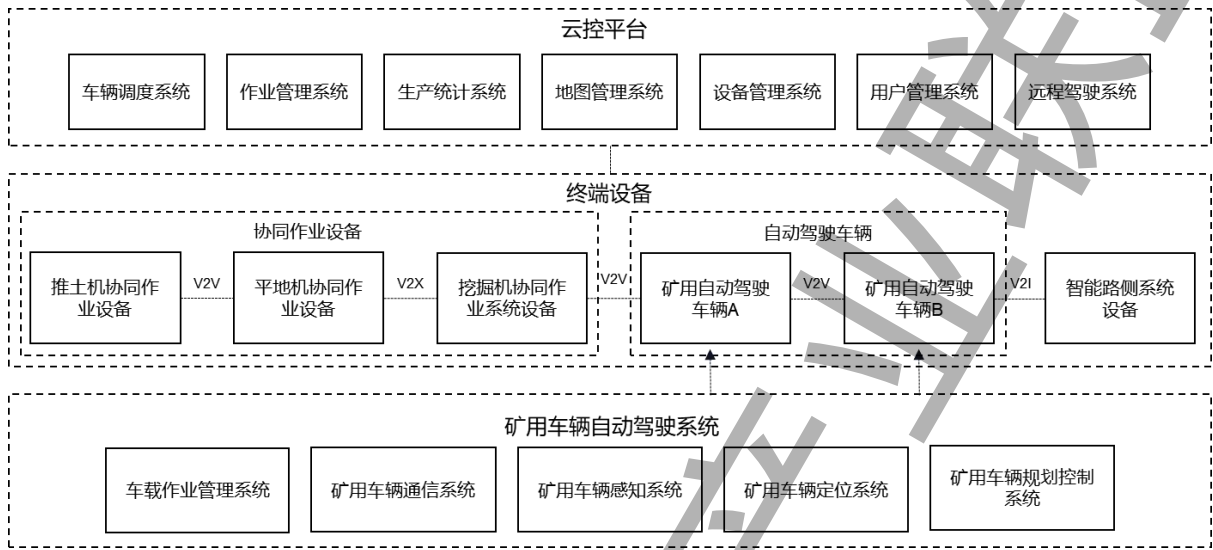 云控平台
车辆调度系统
作业管理系统
生产统计系统
地图管理系统
设备管理系统
用户管理系统
远程驾驶系统
终端设备
协同作业设备
自动驾驶车辆
推土机协同作
业设备
V2V
平地机协同作
业设备
V2X
挖掘机协同作
业系统设备
V2V
矿用自动驾驶
车辆A
V2V
矿用自动驾驶
车辆B
V2I
智能路侧系统
设备
矿用车辆自动驾驶系统
车载作业管理系统
矿用车辆通信系统
矿用车辆感知系统
矿用车辆定位系统
矿用车辆规划控制
系统
产业联